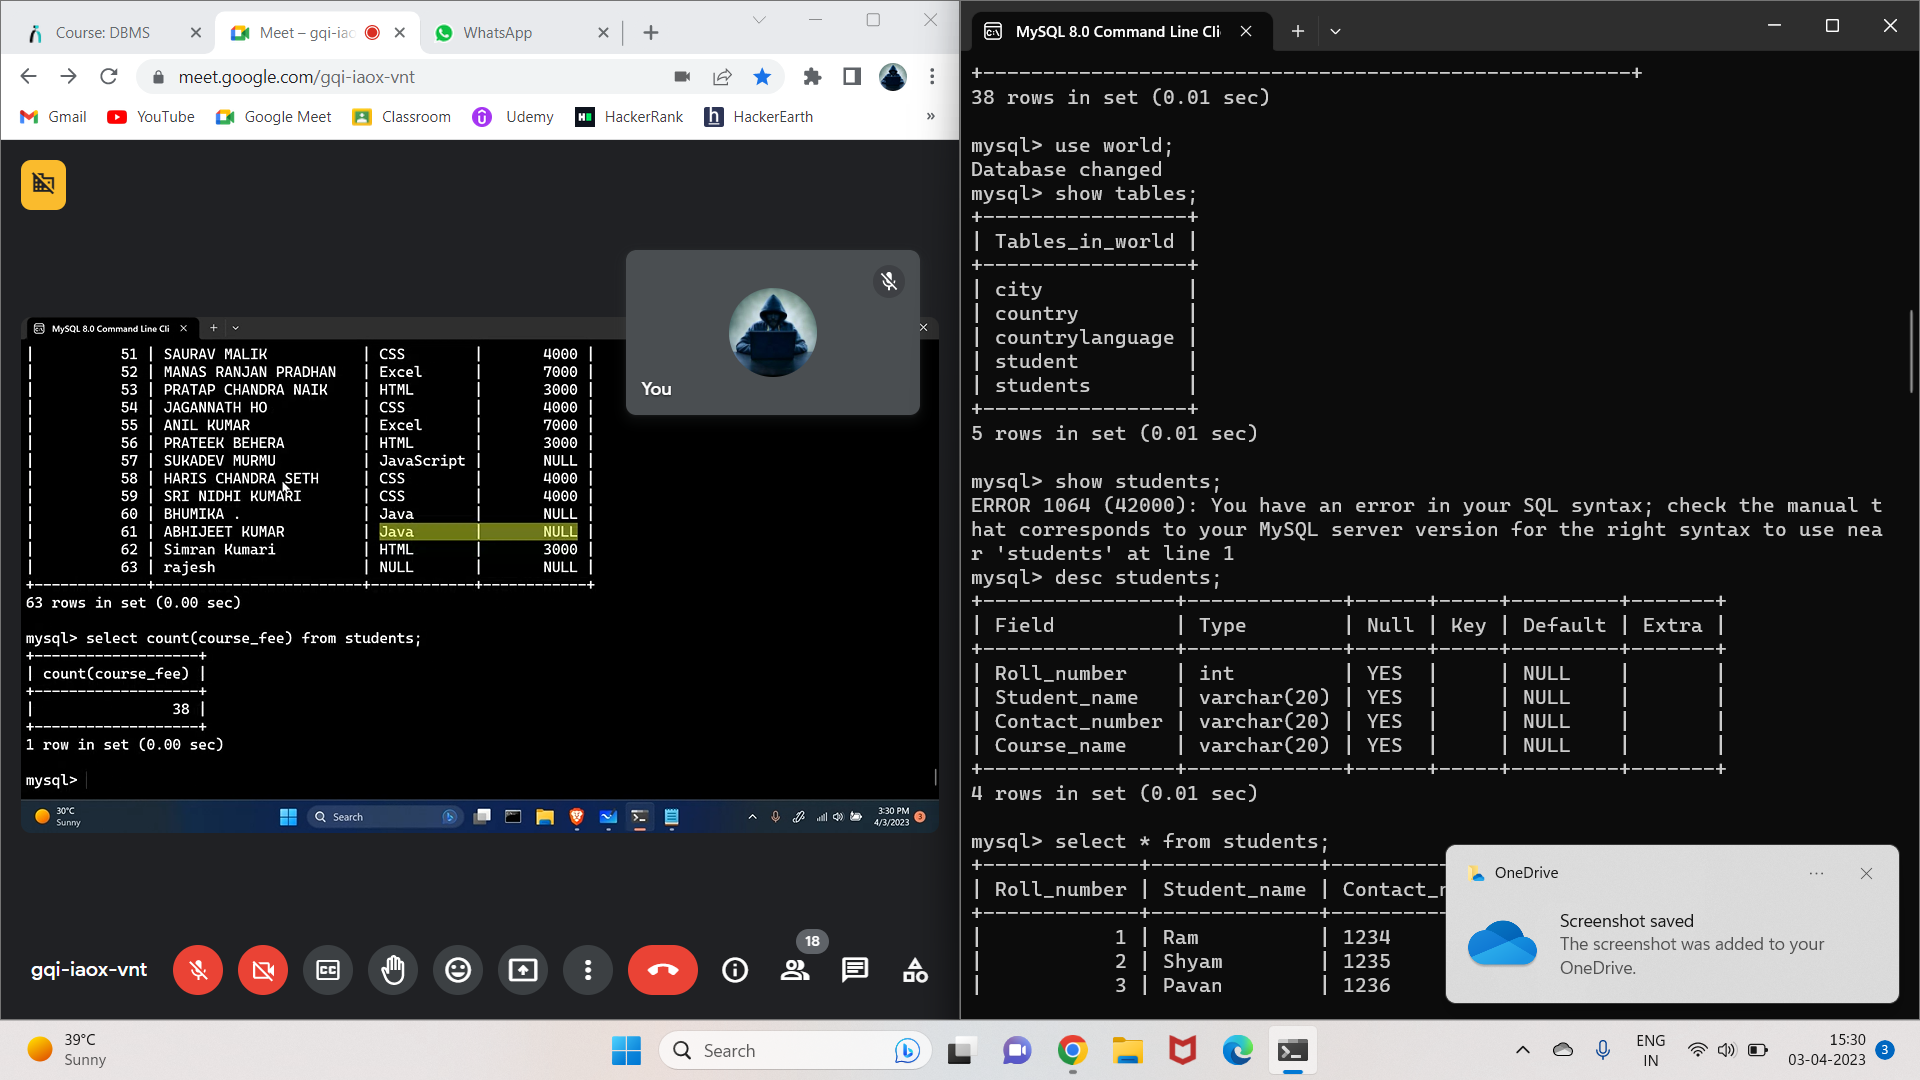 Course: DBMS
Meet – gqi-iao
WhatsApp
meet.google.com/gqi-iaox-vnt
Gmail
YouTube
Google Meet
Classroom
Udemy
HackerRank
HackerEarth
»
You
MySQL 8.0 Command Line Cli
| 51 | SAURAV MALIK | CSS | 4000 |
| 52 | MANAS RANJAN PRADHAN | Excel | 7000 |
| 53 | PRATAP CHANDRA NAIK | HTML | 3000 |
| 54 | JAGANNATH HO | CSS | 4000 |
| 55 | ANIL KUMAR | Excel | 7000 |
| 56 | PRATEEK BEHERA | HTML | 3000 |
| 57 | SUKADEV MURMU | JavaScript | NULL |
| 58 | HARIS CHANDRA SETH | CSS | 4000 |
| 59 | SRI NIDHI KUMARI | CSS | 4000 |
| 60 | BHUMIKA . | Java | NULL |
| 61 | ABHIJEET KUMAR | Java | NULL |
| 62 | Simran Kumari | HTML | 3000 |
| 63 | rajesh | NULL | NULL |
63 rows in set (0.00 sec)
mysql> select count(course_fee) from students;
| count(course_fee) |
| 38 |
1 row in set (0.00 sec)
mysql>
30°C
Sunny
Search
3:30 PM
4/3/2023
3
gqi-iaox-vnt
CC
18
MySQL 8.0 Command Line Cli
38 rows in set (0.01 sec)
mysql> use world;
Database changed
mysql> show tables;
| Tables_in_world |
| city |
| country |
| countrylanguage |
| student |
| students |
5 rows in set (0.01 sec)
mysql> show students;
ERROR 1064 (42000): You have an error in your SQL syntax; check the manual t
hat corresponds to your MySQL server version for the right syntax to use nea
r 'students' at line 1
mysql> desc students;
| Field | Type | Null | Key | Default | Extra |
| Roll_number | int | YES | | NULL | |
| Student_name | varchar(20) | YES | | NULL | |
| Contact_number | varchar(20) | YES | | NULL | |
| Course_name | varchar(20) | YES | | NULL | |
4 rows in set (0.01 sec)
mysql> select * from students;
| Roll_number | Student_name | Contact_n
| 1 | Ram | 1234
| 2 | Shyam | 1235
| 3 | Pavan | 1236
OneDrive
Screenshot saved
The screenshot was added to your
OneDrive.
39°C
Sunny
Search
ENG
IN
15:30
03-04-2023
3